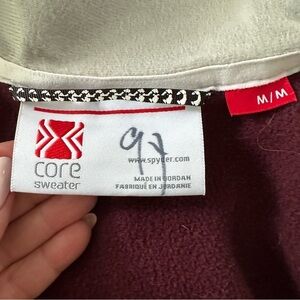 M/M
97
www.spyder.com
core
sweater
MADE IN JORDAN
FABRIQUÉ EN JORDANIE